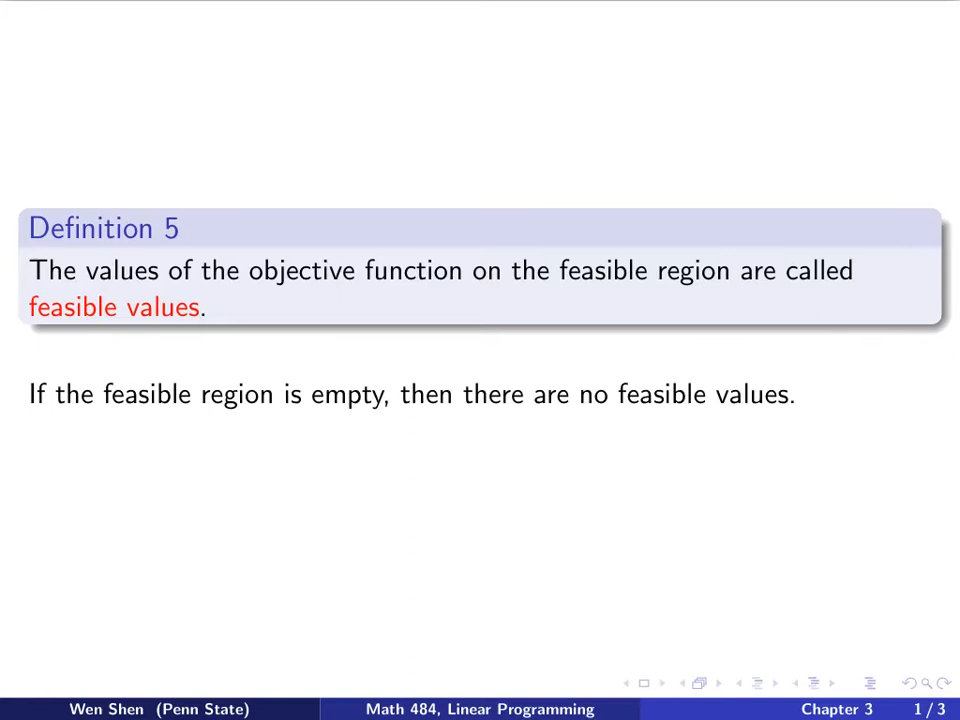 Definition 5
The values of the objective function on the feasible region are called
feasible values.
If the feasible region is empty, then there are no feasible values.
Wen Shen (Penn State)
Math 484, Linear Programming
Chapter 3
1 / 3